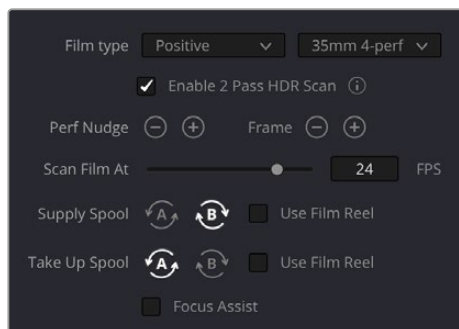 Film type Positive 35mm 4-perf
Enable 2 Pass HDR Scan i
Perf Nudge Frame
Scan Film At 24 FPS
Supply Spool A B Use Film Reel
Take Up Spool A B Use Film Reel
Focus Assist